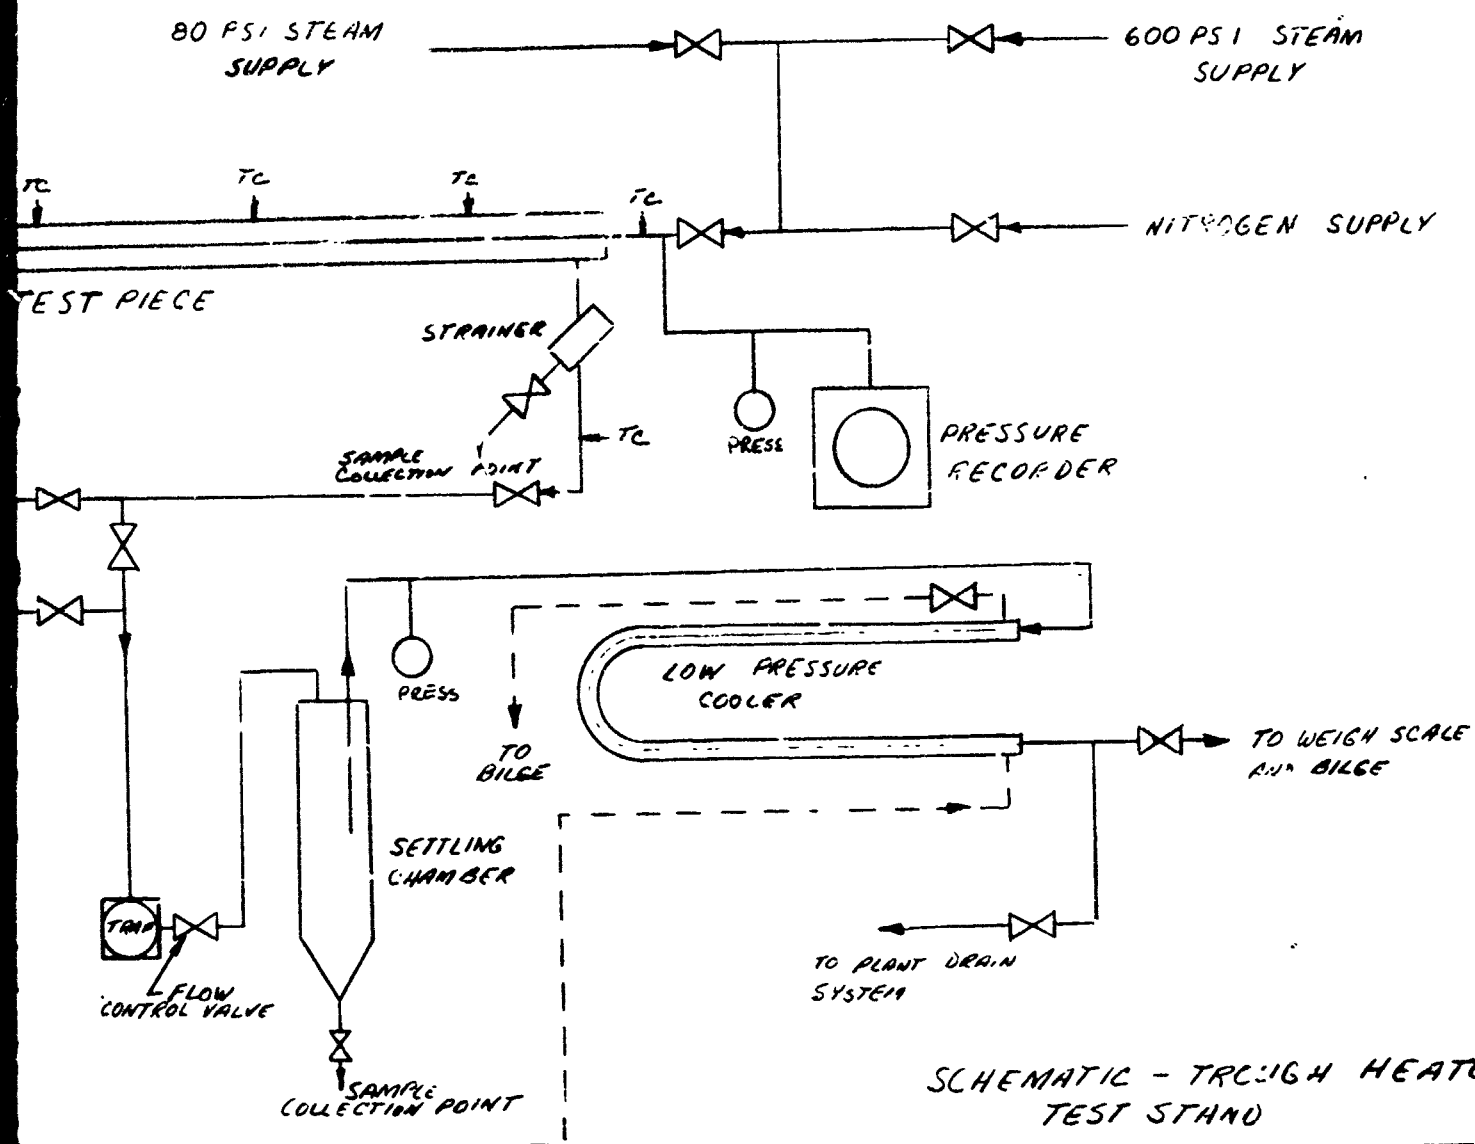 80 PSI STEAM
SUPPLY
600 PSI STEAM
SUPPLY
TC
TC
TC
TC
NITROGEN SUPPLY
TEST PIECE
STRAINER
TC
PRESS
PRESSURE
RECORDER
SAMPLE
COLLECTION POINT
PRESS
LOW PRESSURE
COOLER
TO
BILGE
TO WEIGH SCALE
AND BILGE
SETTLING
CHAMBER
TRAP
FLOW
CONTROL VALVE
TO PLANT DRAIN
SYSTEM
SAMPLE
COLLECTION POINT
SCHEMATIC - TROUGH HEAT
TEST STAND